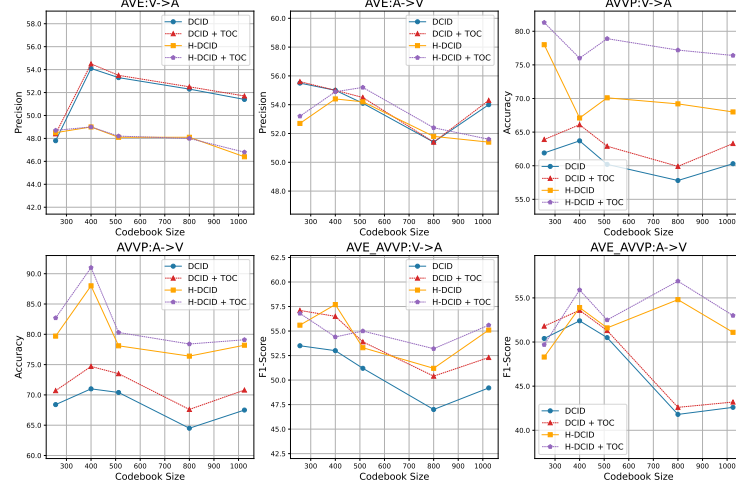 AVE:V->A
58.0
56.0
54.0
52.0
50.0
48.0
46.0
44.0
42.0
Precision
DCID
DCID + TOC
H-DCID
H-DCID + TOC
300 400 500 600 700 800 900 1000
Codebook Size
AVE:A->V
60.0
58.0
56.0
54.0
52.0
50.0
48.0
Precision
DCID
DCID + TOC
H-DCID
H-DCID + TOC
300 400 500 600 700 800 900 1000
Codebook Size
AVVP:V->A
80.0
75.0
70.0
65.0
60.0
55.0
Accuracy
DCID
DCID + TOC
H-DCID
H-DCID + TOC
300 400 500 600 700 800 900 1000
Codebook Size
AVVP:A->V
90.0
85.0
80.0
75.0
70.0
65.0
60.0
Accuracy
DCID
DCID + TOC
H-DCID
H-DCID + TOC
300 400 500 600 700 800 900 1000
Codebook Size
AVE_AVVP:V->A
62.5
60.0
57.5
55.0
52.5
50.0
47.5
45.0
42.5
F1-Score
DCID
DCID + TOC
H-DCID
H-DCID + TOC
300 400 500 600 700 800 900 1000
Codebook Size
AVE_AVVP:A->V
55.0
50.0
45.0
40.0
F1-Score
DCID
DCID + TOC
H-DCID
H-DCID + TOC
300 400 500 600 700 800 900 1000
Codebook Size